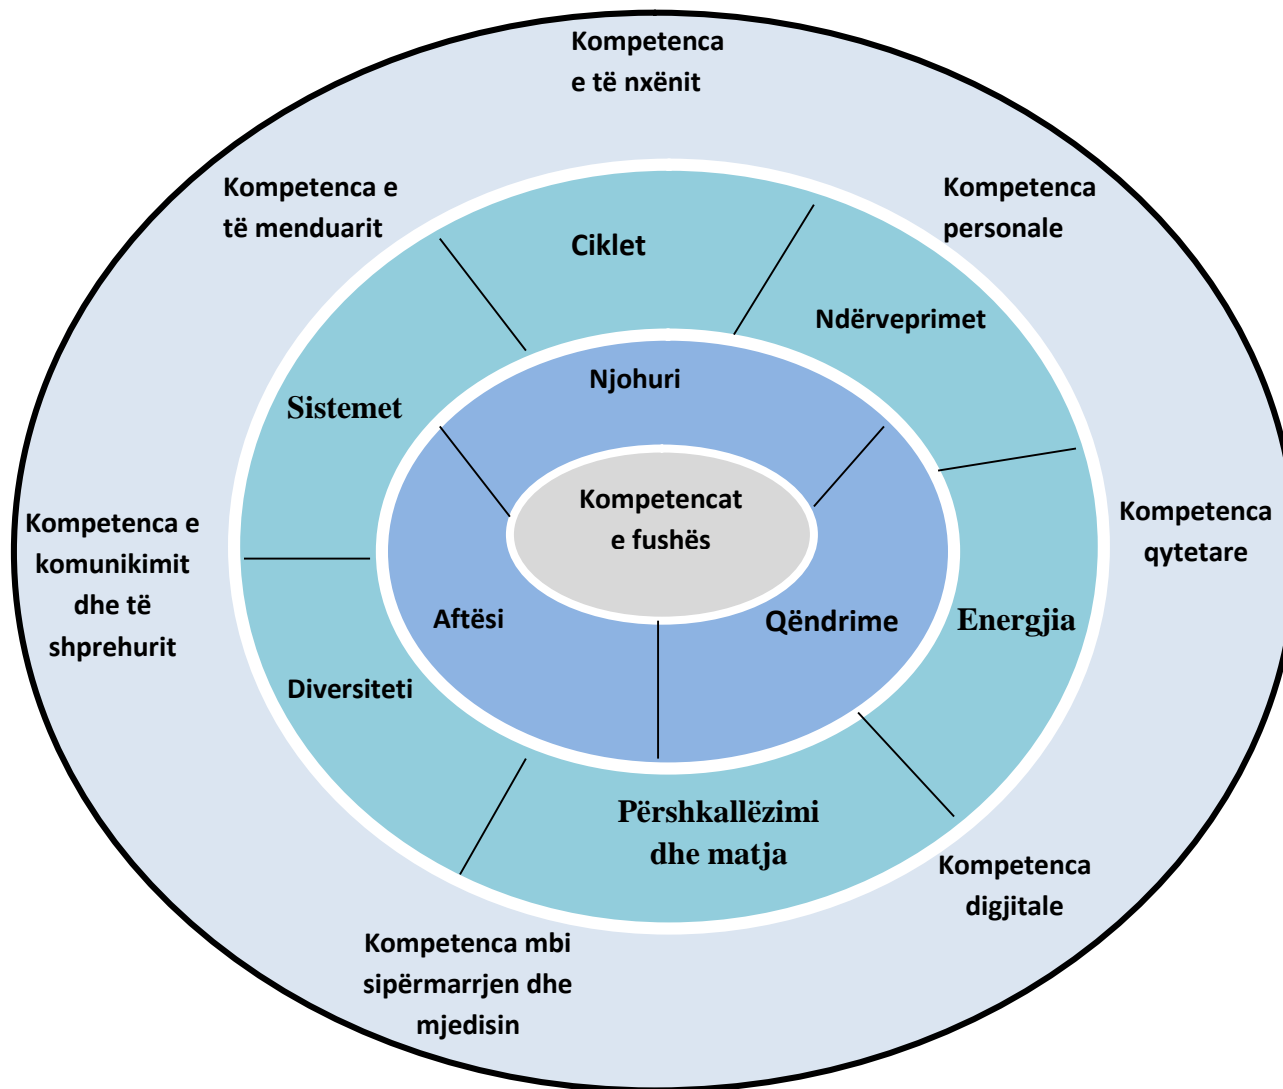 Kompetenca
e të nxënit
Kompetenca e
të menduarit
Kompetenca
personale
Ciklet
Ndërveprimet
Njohuri
Sistemet
Kompetencat
e fushës
Kompetenca e
komunikimit
dhe të
shprehurit
Kompetenca
qytetare
Aftësi
Qëndrime
Energjia
Diversiteti
Përshkallëzimi
dhe matja
Kompetenca
digjitale
Kompetenca mbi
sipërmarrjen dhe
mjedisin